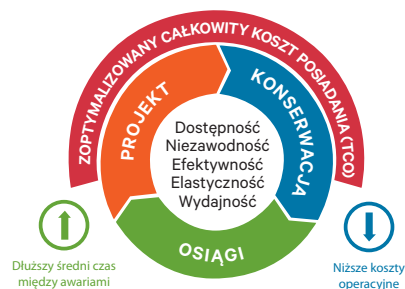 ZOPTYMALIZOWANY CAŁKOWITY KOSZT POSIADANIA (TCO)
PROJEKT
KONSERWACJA
Dostępność
Niezawodność
Efektywność
Elastyczność
Wydajność
OSIĄGI
Dłuższy średni czas
między awariami
Niższe koszty
operacyjne